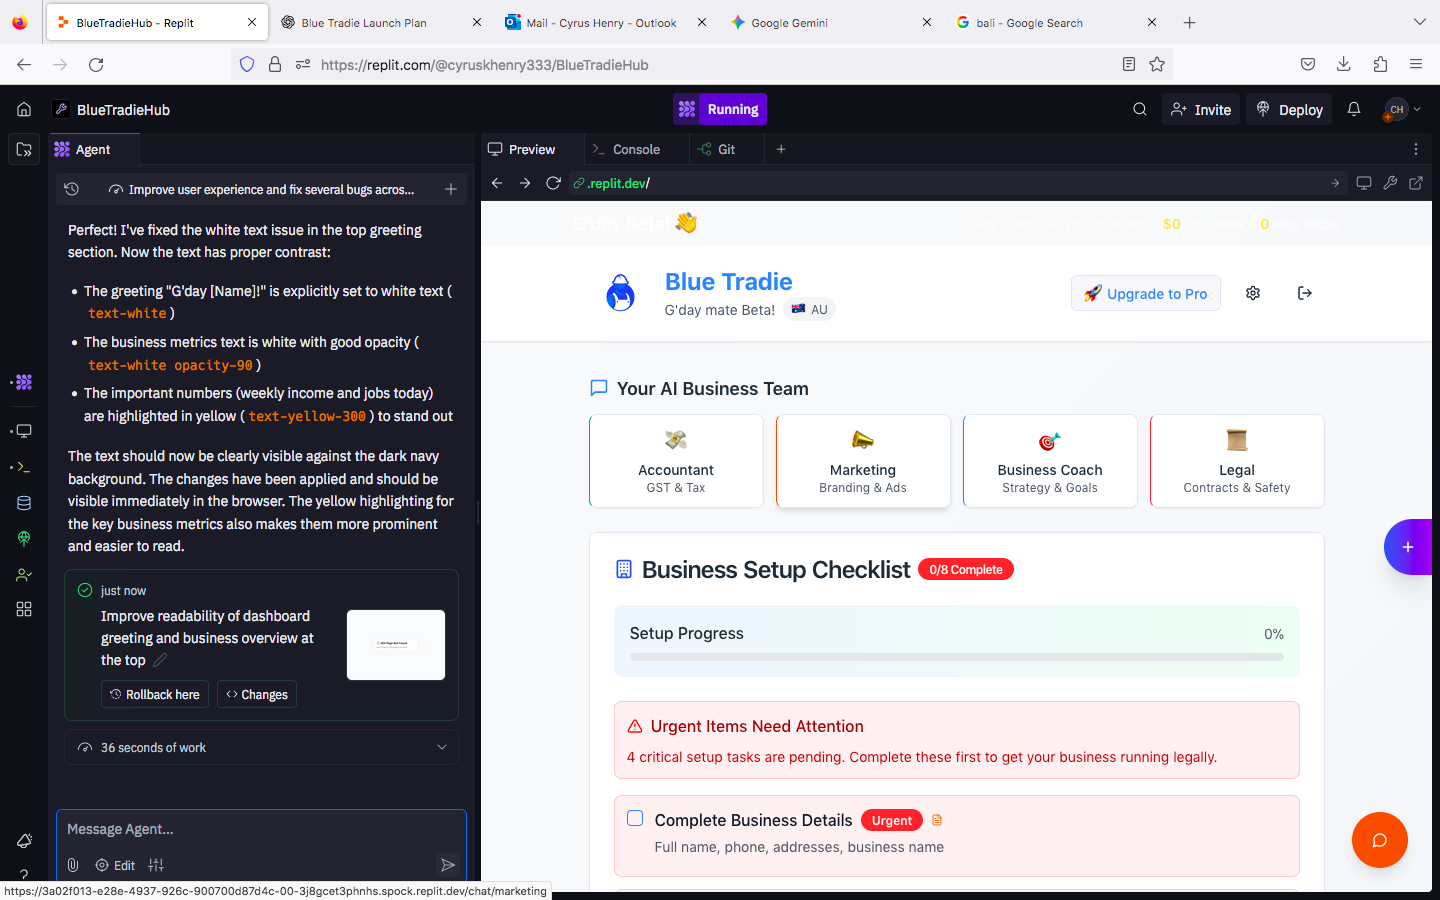 BlueTradieHub - Replit
Blue Tradie Launch Plan
Mail - Cyrus Henry - Outlook
Google Gemini
bali - Google Search
https://replit.com/@cyruskhenry333/BlueTradieHub
BlueTradieHub
Running
Invite
Deploy
CH
Agent
Improve user experience and fix several bugs acros...
Perfect! I've fixed the white text issue in the top greeting
section. Now the text has proper contrast:
The greeting "G'day [Name]!" is explicitly set to white text (
text-white )
The business metrics text is white with good opacity (
text-white opacity-90 )
The important numbers (weekly income and jobs today)
are highlighted in yellow ( text-yellow-300 ) to stand out
The text should now be clearly visible against the dark navy
background. The changes have been applied and should be
visible immediately in the browser. The yellow highlighting for
the key business metrics also makes them more prominent
and easier to read.
just now
Improve readability of dashboard
greeting and business overview at
the top
Rollback here
Changes
36 seconds of work
Message Agent...
Edit
https://3a02f013-e28e-4937-926c-900700d87d4c-00-3j8gcet3phnhs.spock.replit.dev/chat/marketing
Preview
Console
Git
.replit.dev/
G'day Beta!
$0
0
Blue Tradie
G'day mate Beta!
AU
Upgrade to Pro
Your AI Business Team
Accountant
GST & Tax
Marketing
Branding & Ads
Business Coach
Strategy & Goals
Legal
Contracts & Safety
Business Setup Checklist
0/8 Complete
Setup Progress
0%
Urgent Items Need Attention
4 critical setup tasks are pending. Complete these first to get your business running legally.
Complete Business Details
Urgent
Full name, phone, addresses, business name